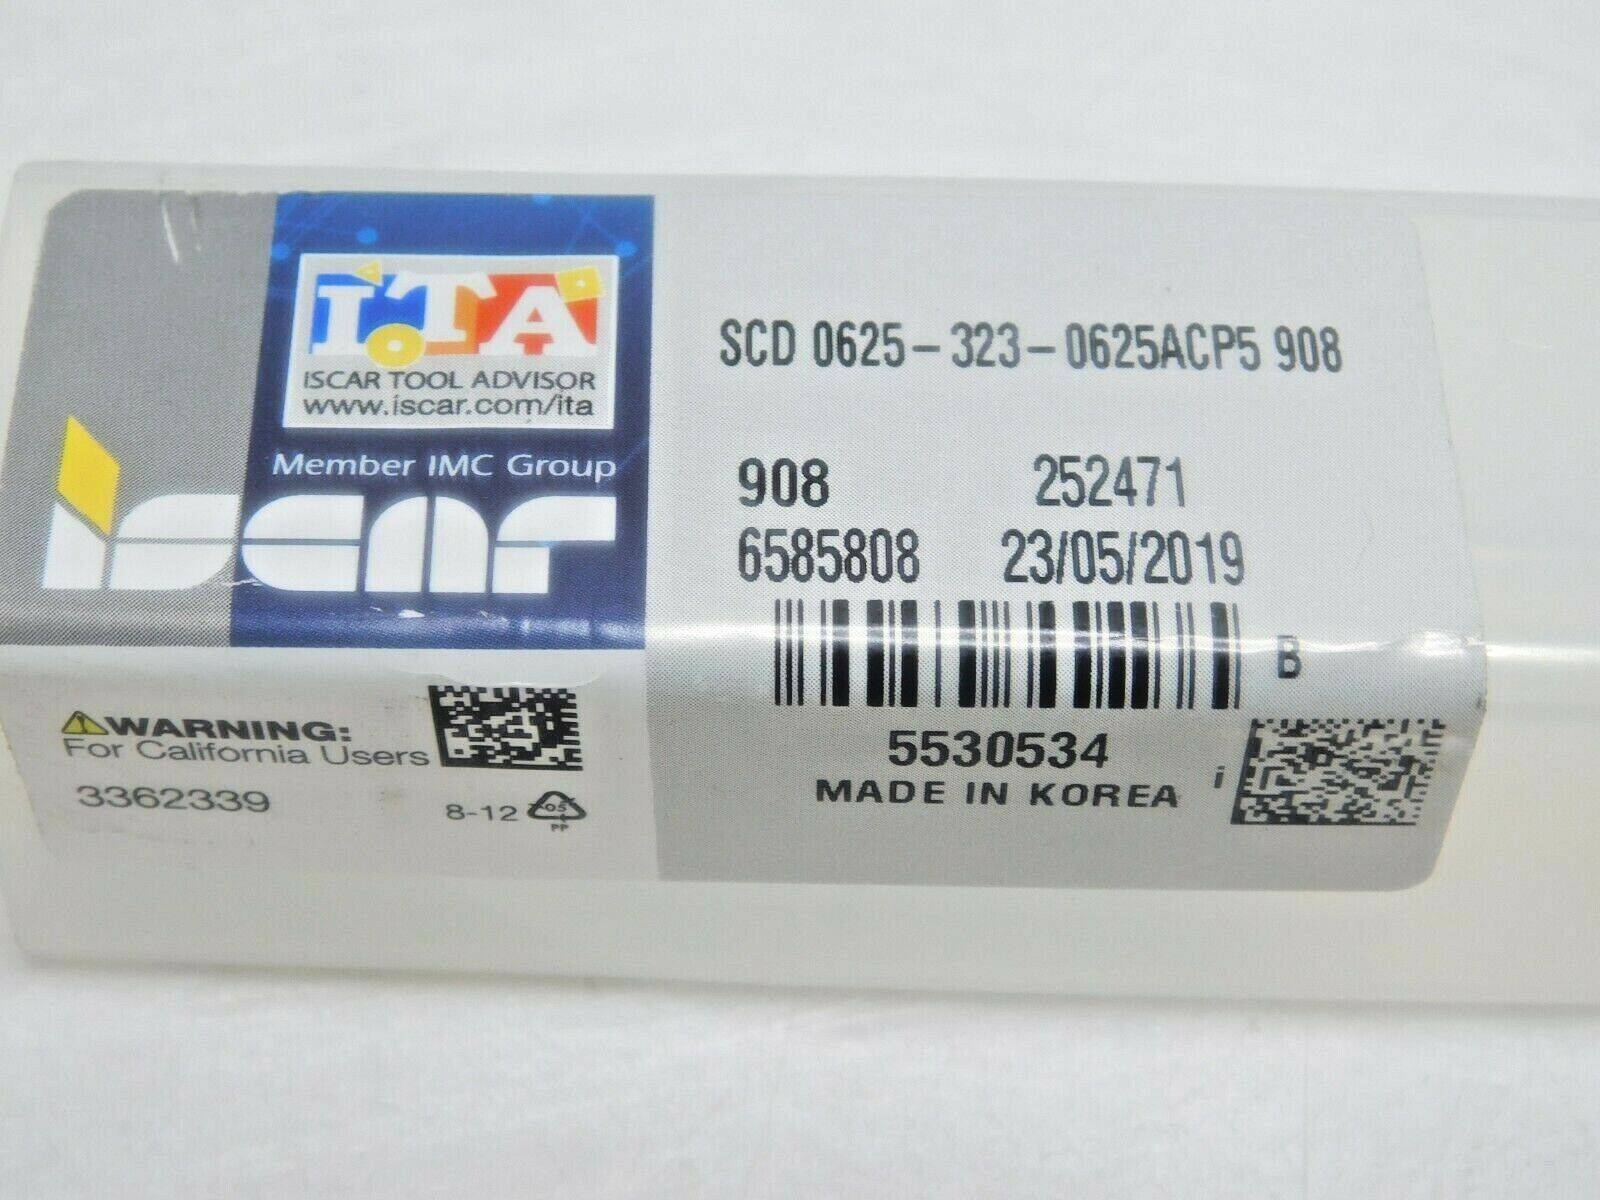 ITA
ISCAR TOOL ADVISOR
www.iscar.com/ita
Member IMC Group
iscar
SCD 0625-323-0625ACP5 908
908 252471
6585808 23/05/2019
B
5530534
MADE IN KOREA i
WARNING:
For California Users
3362339
8-12 05
PP